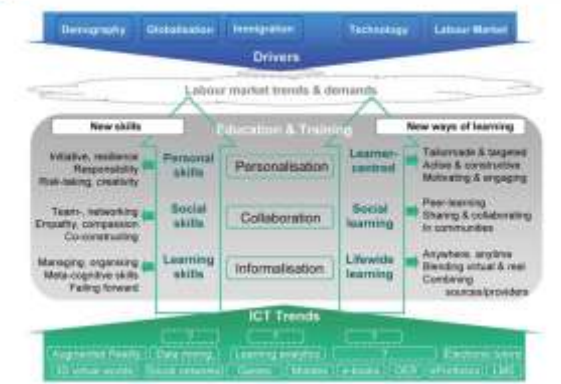 Demography Globalisation Immigration Technology Labour Market
Drivers
Labour market trends & demands
New skills Education & Training New ways of learning
Initiative, resilience
Responsibility
Risk-taking, creativity
Personal
skills
Personalisation
Learner-
centred
Tailormade & targeted
Active & constructive
Motivating & engaging
Team-, networking
Empathy, compassion
Co-constructing
Social
skills
Collaboration
Social
learning
Peer-learning
Sharing & collaborating
In communities
Managing, organising
Meta-cognitive skills
Failing forward
Learning
skills
Informalisation
Lifewide
learning
Anywhere, anytime
Blending virtual & real
Combining
sources/providers
ICT Trends
? ? ?
Augmented Reality Data mining Learning analytics ? Electronic tutors
3D virtual worlds Social networks Games Mobiles e-books OER ePortfolios LMS